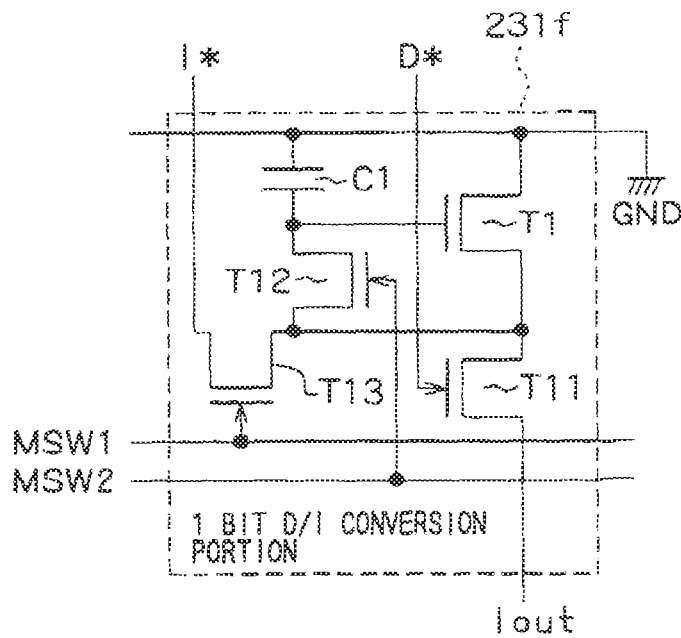 231f
I*
D*
C1
T1
GND
T12
T13
T11
MSW1
MSW2
1 BIT D/I CONVERSION
PORTION
Iout